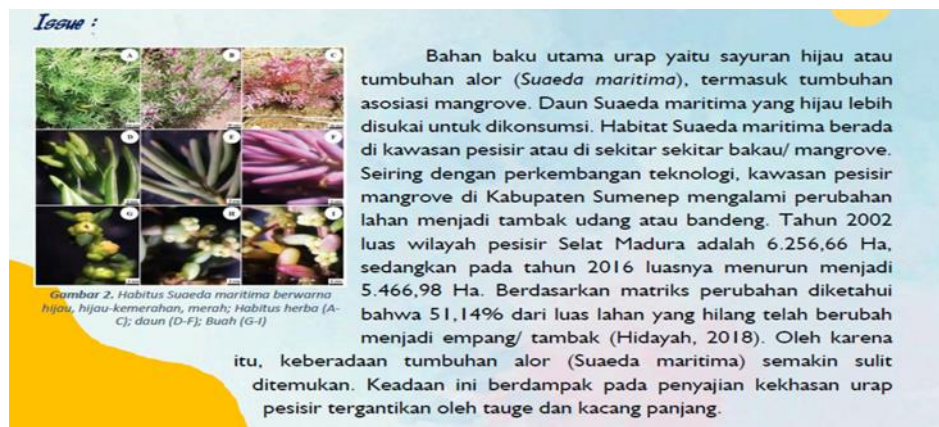 Issue :
A
B
C
D
E
F
G
H
I
Gambar 2. Habitus Suaeda maritima berwarna
hijau, hijau-kemerahan, merah; Habitus herba (A-
C); daun (D-F); Buah (G-I)
Bahan baku utama urap yaitu sayuran hijau atau
tumbuhan alor (Suaeda maritima), termasuk tumbuhan
asosiasi mangrove. Daun Suaeda maritima yang hijau lebih
disukai untuk dikonsumsi. Habitat Suaeda maritima berada
di kawasan pesisir atau di sekitar sekitar bakau/ mangrove.
Seiring dengan perkembangan teknologi, kawasan pesisir
mangrove di Kabupaten Sumenep mengalami perubahan
lahan menjadi tambak udang atau bandeng. Tahun 2002
luas wilayah pesisir Selat Madura adalah 6.256,66 Ha,
sedangkan pada tahun 2016 luasnya menurun menjadi
5.466,98 Ha. Berdasarkan matriks perubahan diketahui
bahwa 51,14% dari luas lahan yang hilang telah berubah
menjadi empang/ tambak (Hidayah, 2018). Oleh karena
itu, keberadaan tumbuhan alor (Suaeda maritima) semakin sulit
ditemukan. Keadaan ini berdampak pada penyajian kekhasan urap
pesisir tergantikan oleh tauge dan kacang panjang.